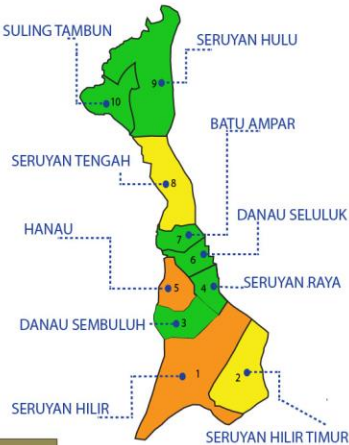 SULING TAMBUN
SERUYAN HULU
9
10
BATU AMPAR
SERUYAN TENGAH
8
DANAU SELULUK
HANAU
7
6
SERUYAN RAYA
5
4
DANAU SEMBULUH
3
1
2
SERUYAN HILIR
SERUYAN HILIR TIMUR